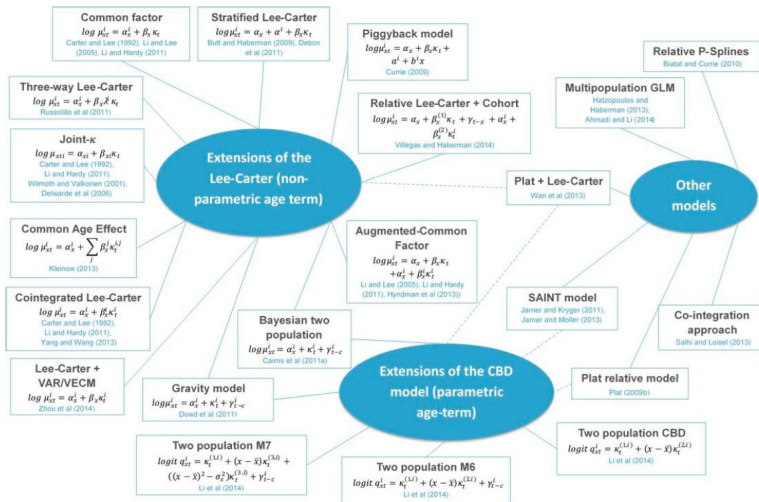 Common factor
log μ^i_xt = α^i_x + β_x κ_t
Carter and Lee (1992), Li and Lee
(2005), Li and Hardy (2011)
Stratified Lee-Carter
log μ^i_xt = α_x + α^i + β_x κ_t
Butt and Haberman (2009), Debon
et al (2011)
Piggyback model
logμ^i_xt = α_x + β_x κ_t +
a^i + b^i x
Currie (2009)
Relative P-Splines
Biatat and Currie (2010)
Multipopulation GLM
Hatzopoulos and
Haberman (2013),
Ahmadi and Li (2014)
Three-way Lee-Carter
log μ^i_xt = α^i_x + β_x λ^i κ_t
Russolillo et al (2011)
Relative Lee-Carter + Cohort
logμ^i_xt = α_x + β^(1)_x κ_t + γ_t-x + α^i_x +
β^(2)_x κ^i_t
Villegas and Haberman (2014)
Joint-κ
log μ_xti = α_xi + β_xi κ_t
Carter and Lee (1992),
Li and Hardy (2011),
Wilmoth and Valkonen (2001),
Delwarde et al (2006)
Extensions of the
Lee-Carter (non-
parametric age term)
Plat + Lee-Carter
Wan et al (2013)
Other
models
Common Age Effect
log μ^i_xt = α^i_x + ∑_j β^j_x κ^i,j_t
Kleinow (2013)
Augmented-Common
Factor
logμ^i_xt = α_x + β_x κ_t
+α^i_x + β^i_x κ^i_t
Li and Lee (2005), Li and Hardy
(2011), Hyndman et al (2013))
Cointegrated Lee-Carter
log μ^i_xt = α^i_x + β^i_x κ^i_t
Carter and Lee (1992),
Li and Hardy (2011),
Yang and Wang (2013)
SAINT model
Jarner and Kryger (2011),
Jarner and Moller (2013)
Co-integration
approach
Salhi and Loisel (2013)
Bayesian two
population
logμ^i_xt = α^i_x + κ^i_t + γ^i_t-c
Cairns et al (2011a)
Lee-Carter +
VAR/VECM
log μ^i_xt = α^i_x + β_x κ^i_t
Zhou et al (2014)
Gravity model
logμ^i_xt = α^i_x + κ^i_t + γ^i_t-c
Dowd et al (2011)
Extensions of the CBD
model (parametric
age-term)
Plat relative model
Plat (2009b)
Two population M7
logit q^i_xt = κ^(1,i)_t + (x − x̄)κ^(3,i)_t +
((x − x̄)^2 − σ^2_x)κ^(3,i)_t + γ^i_t-c
Li et al (2014)
Two population M6
logit q^i_xt = κ^(1,i)_t + (x − x̄)κ^(2,i)_t + γ^i_t-c
Li et al (2014)
Two population CBD
logit q^i_xt = κ^(1,i)_t + (x − x̄)κ^(2,i)_t
Li et al (2014)